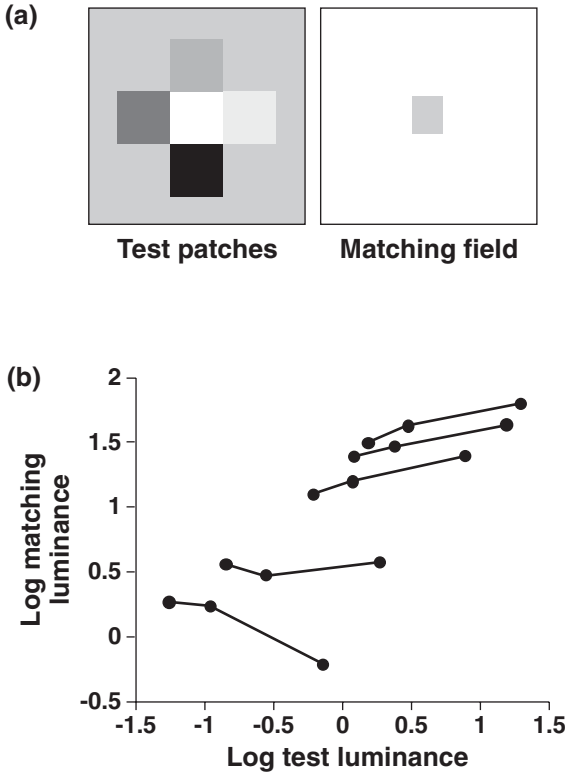 (a)
Test patches
Matching field
(b)
Log matching
luminance
2
1.5
1
0.5
0
-0.5
-1.5
-1
-0.5
0
0.5
1
1.5
Log test luminance